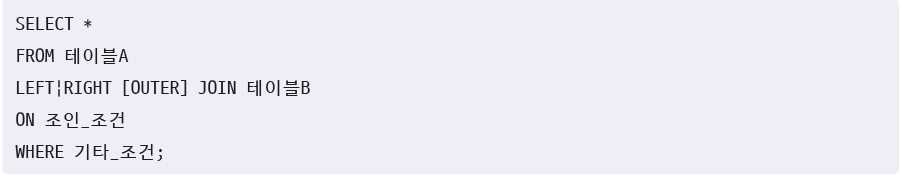 SELECT *
FROM 테이블A
LEFT¦RIGHT [OUTER] JOIN 테이블B
ON 조인_조건
WHERE 기타_조건;